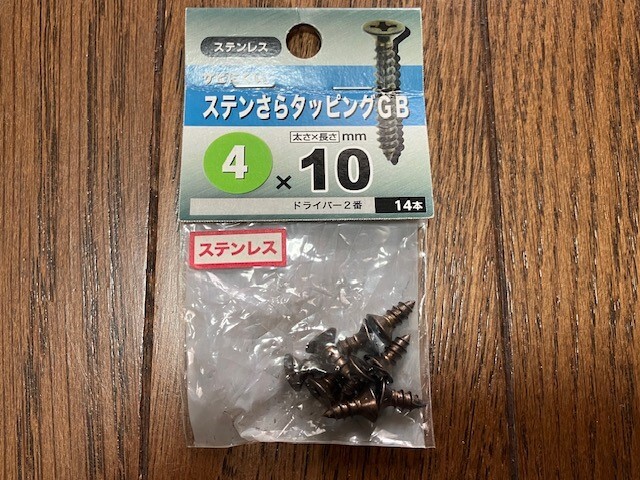 ステンレス
ステンさらタッピングGB
太さ×長さ mm
4 × 10
ドライバー2番
14本
ステンレス